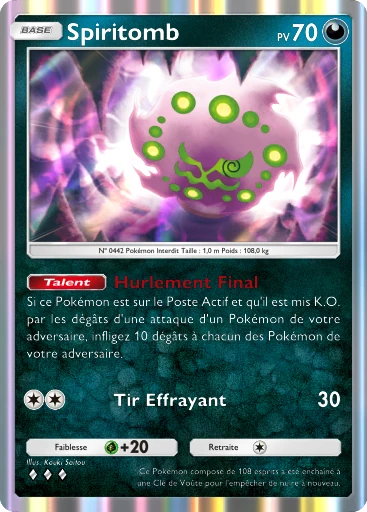 BASE Spiritomb PV 70
N° 0442 Pokémon Interdit Taille : 1,0 m Poids : 108,0 kg
Talent Hurlement Final
Si ce Pokémon est sur le Poste Actif et qu'il est mis K.O.
par les dégâts d'une attaque d'un Pokémon de votre
adversaire, infligez 10 dégâts à chacun des Pokémon de
votre adversaire.
Tir Effrayant 30
Faiblesse +20 Retraite
Illus. Kouki Saitou
Ce Pokémon composé de 108 esprits a été enchaîné à
une Clé de Voûte pour l'empêcher de nuire à nouveau.